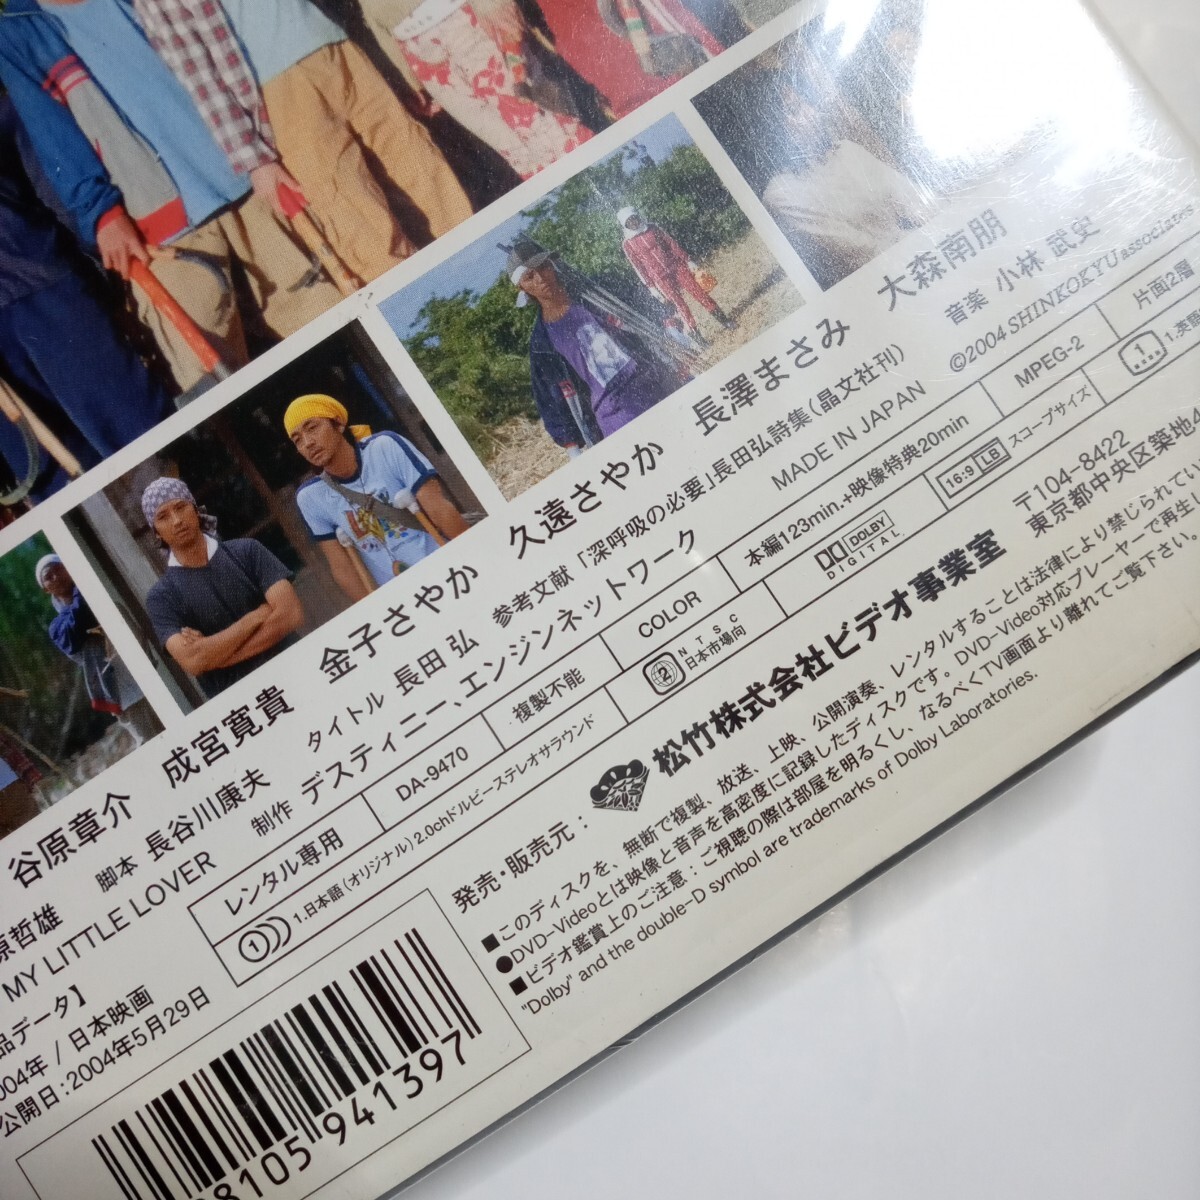 谷原章介 成宮寛貴 金子さやか 久遠さやか 長澤まさみ 大森南朋
原哲雄 脚本 長谷川康夫 タイトル 長田 弘 参考文献「深呼吸の必要」長田弘詩集(晶文社刊) 音楽 小林 武史
MY LITTLE LOVER 制作 デスティニー、エンジンネットワーク MADE IN JAPAN ©2004 SHINKOKYU associates
レンタル専用 DA-9470 複製不能 COLOR 本編123min.+映像特典20min MPEG-2 片面2層
1.日本語(オリジナル)2.0chドルビーステレオサラウンド 2 NTSC 日本市場向 DOLBY DIGITAL 16:9 LB スコープサイズ 1.英語
品データ】
2004年 / 日本映画
公開日:2004年5月29日
発売・販売元: 松竹株式会社ビデオ事業室 〒104-8422
東京都中央区築地4
■このディスクを、無断で複製、放送、上映、公開演奏、レンタルすることは法律により禁じられてい
●DVD-Videoとは映像と音声を高密度に記録したディスクです。DVD-Video対応プレーヤーで再生し
■ビデオ鑑賞上のご注意:ご視聴の際は部屋を明るくし、なるべくTV画面より離れてご覧下さい。
"Dolby" and the double-D symbol are trademarks of Dolby Laboratories.
8105 941397